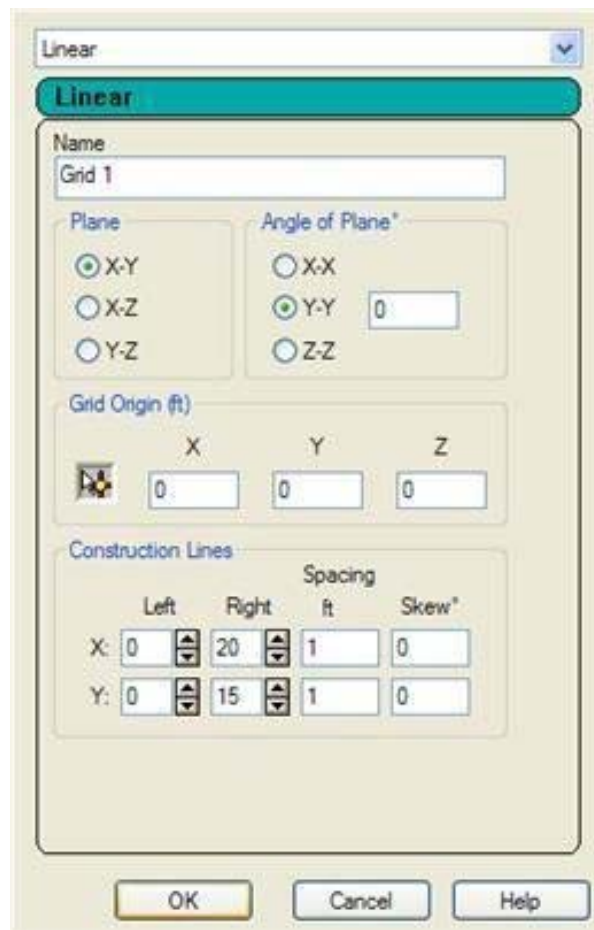 Linear
Linear
Name
Grid 1
Plane
Angle of Plane°
X-Y
X-X
X-Z
Y-Y 0
Y-Z
Z-Z
Grid Origin (ft)
X Y Z
0 0 0
Construction Lines
Spacing
Left Right ft Skew°
X: 0 20 1 0
Y: 0 15 1 0
OK Cancel Help